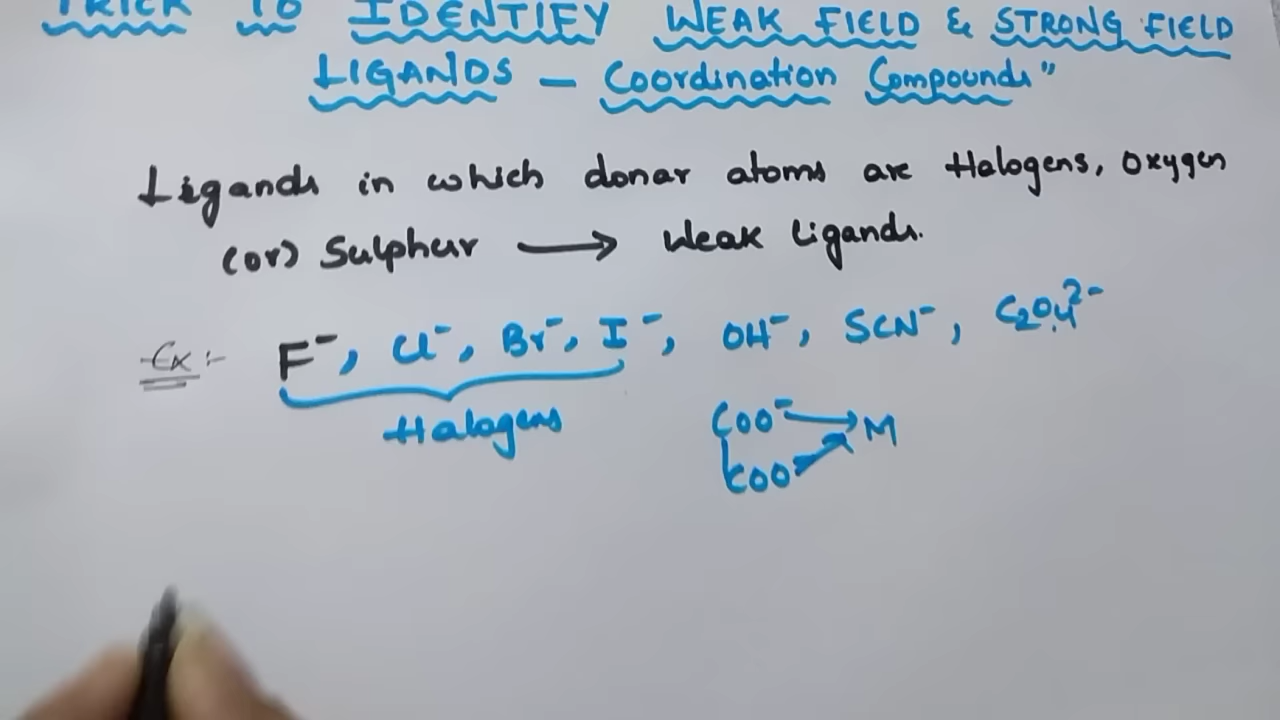 TRICK TO IDENTIFY WEAK FIELD & STRONG FIELD
LIGANDS – Coordination Compounds"
Ligands in which donar atoms are Halogens, Oxygen
(or) Sulphur ⟶ Weak ligands.
Ex :- F⁻, Cl⁻, Br⁻, I⁻, OH⁻, SCN⁻, C₂O₄²⁻
Halogens
COO⁻ → M
COO